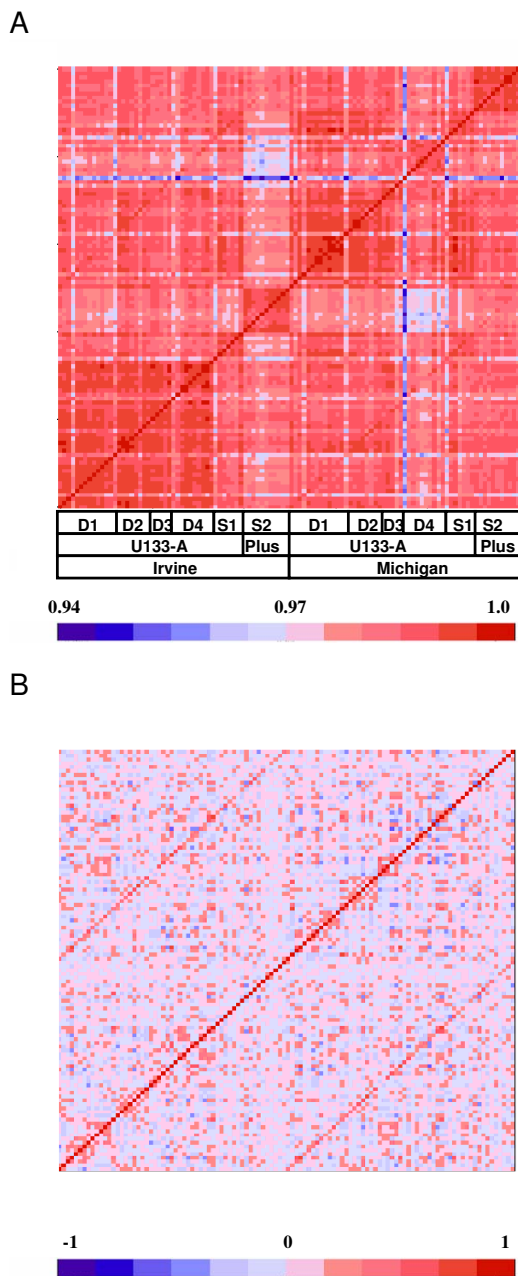 A
D1 D2 D3 D4 S1 S2 D1 D2 D3 D4 S1 S2
U133-A Plus U133-A Plus
Irvine Michigan
0.94 0.97 1.0
B
-1 0 1